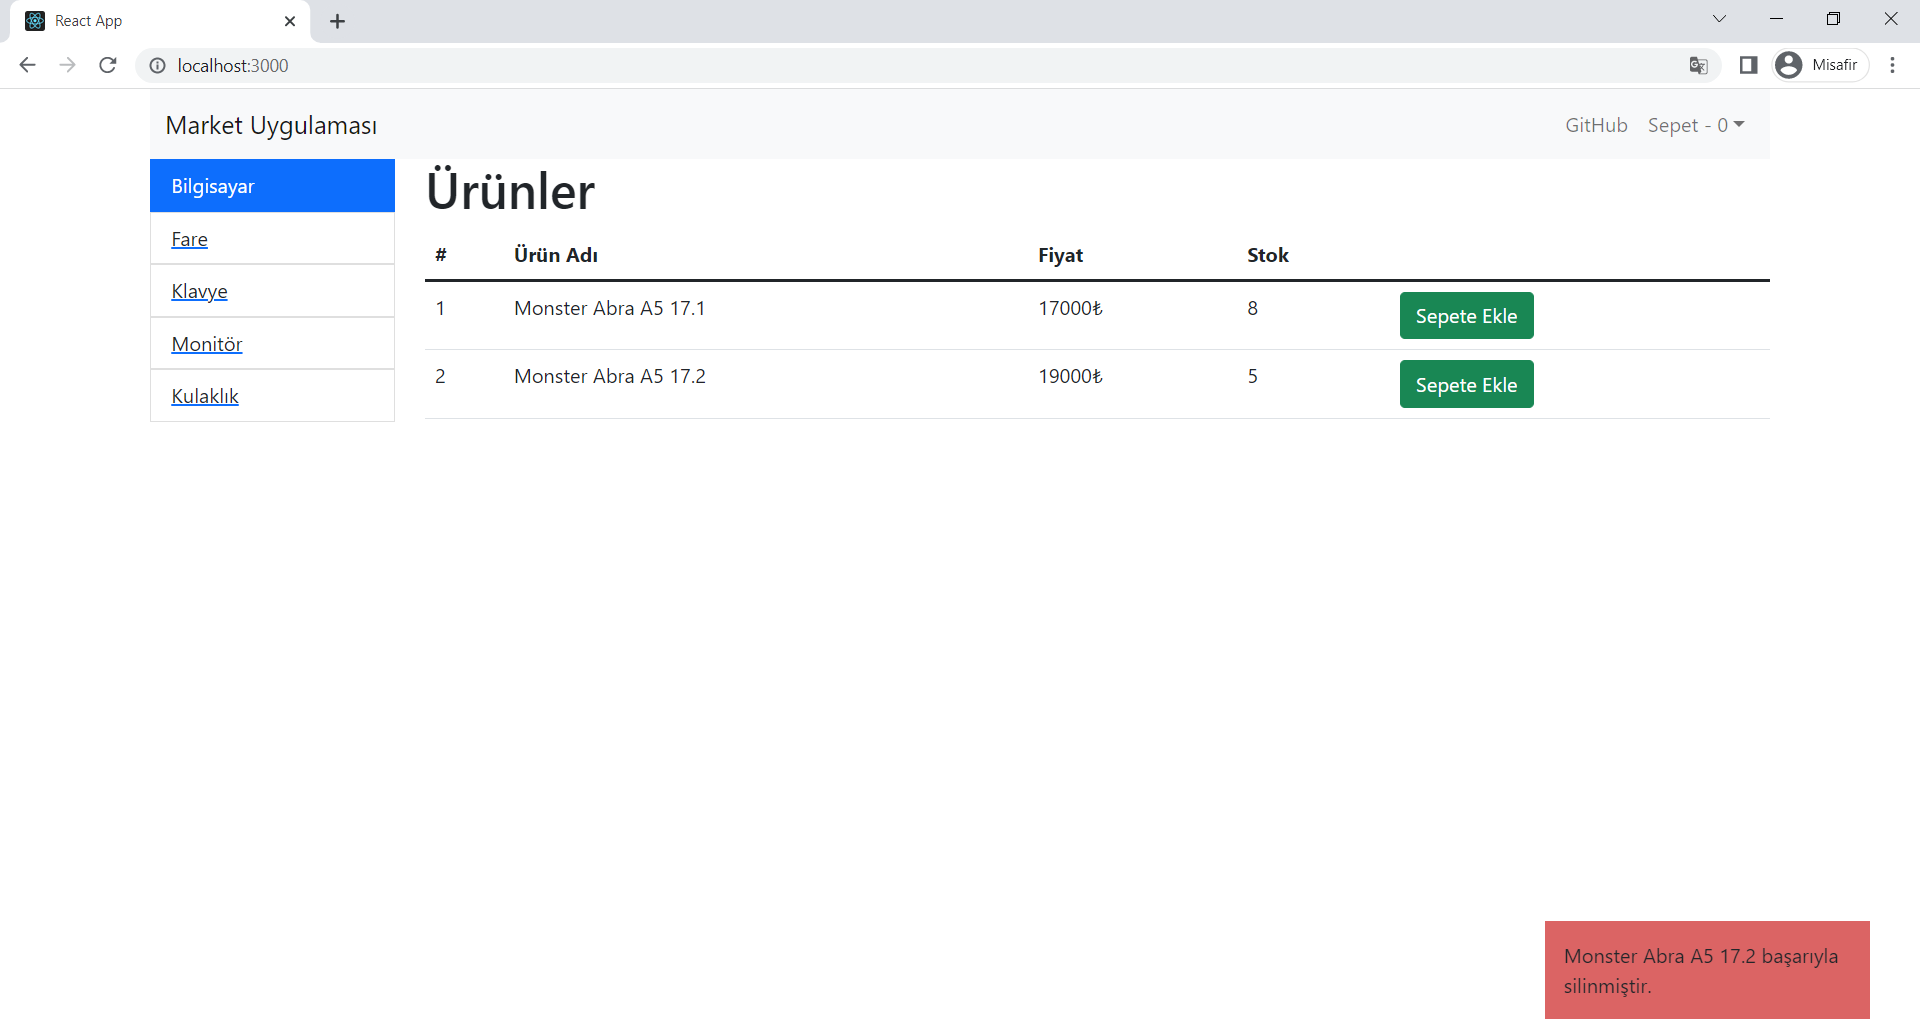 React App
localhost:3000
Misafir
Market Uygulaması
GitHub
Sepet - 0
Bilgisayar
Fare
Klavye
Monitör
Kulaklık
Ürünler
# Ürün Adı Fiyat Stok
1 Monster Abra A5 17.1 17000₺ 8 Sepete Ekle
2 Monster Abra A5 17.2 19000₺ 5 Sepete Ekle
Monster Abra A5 17.2 başarıyla
silinmiştir.